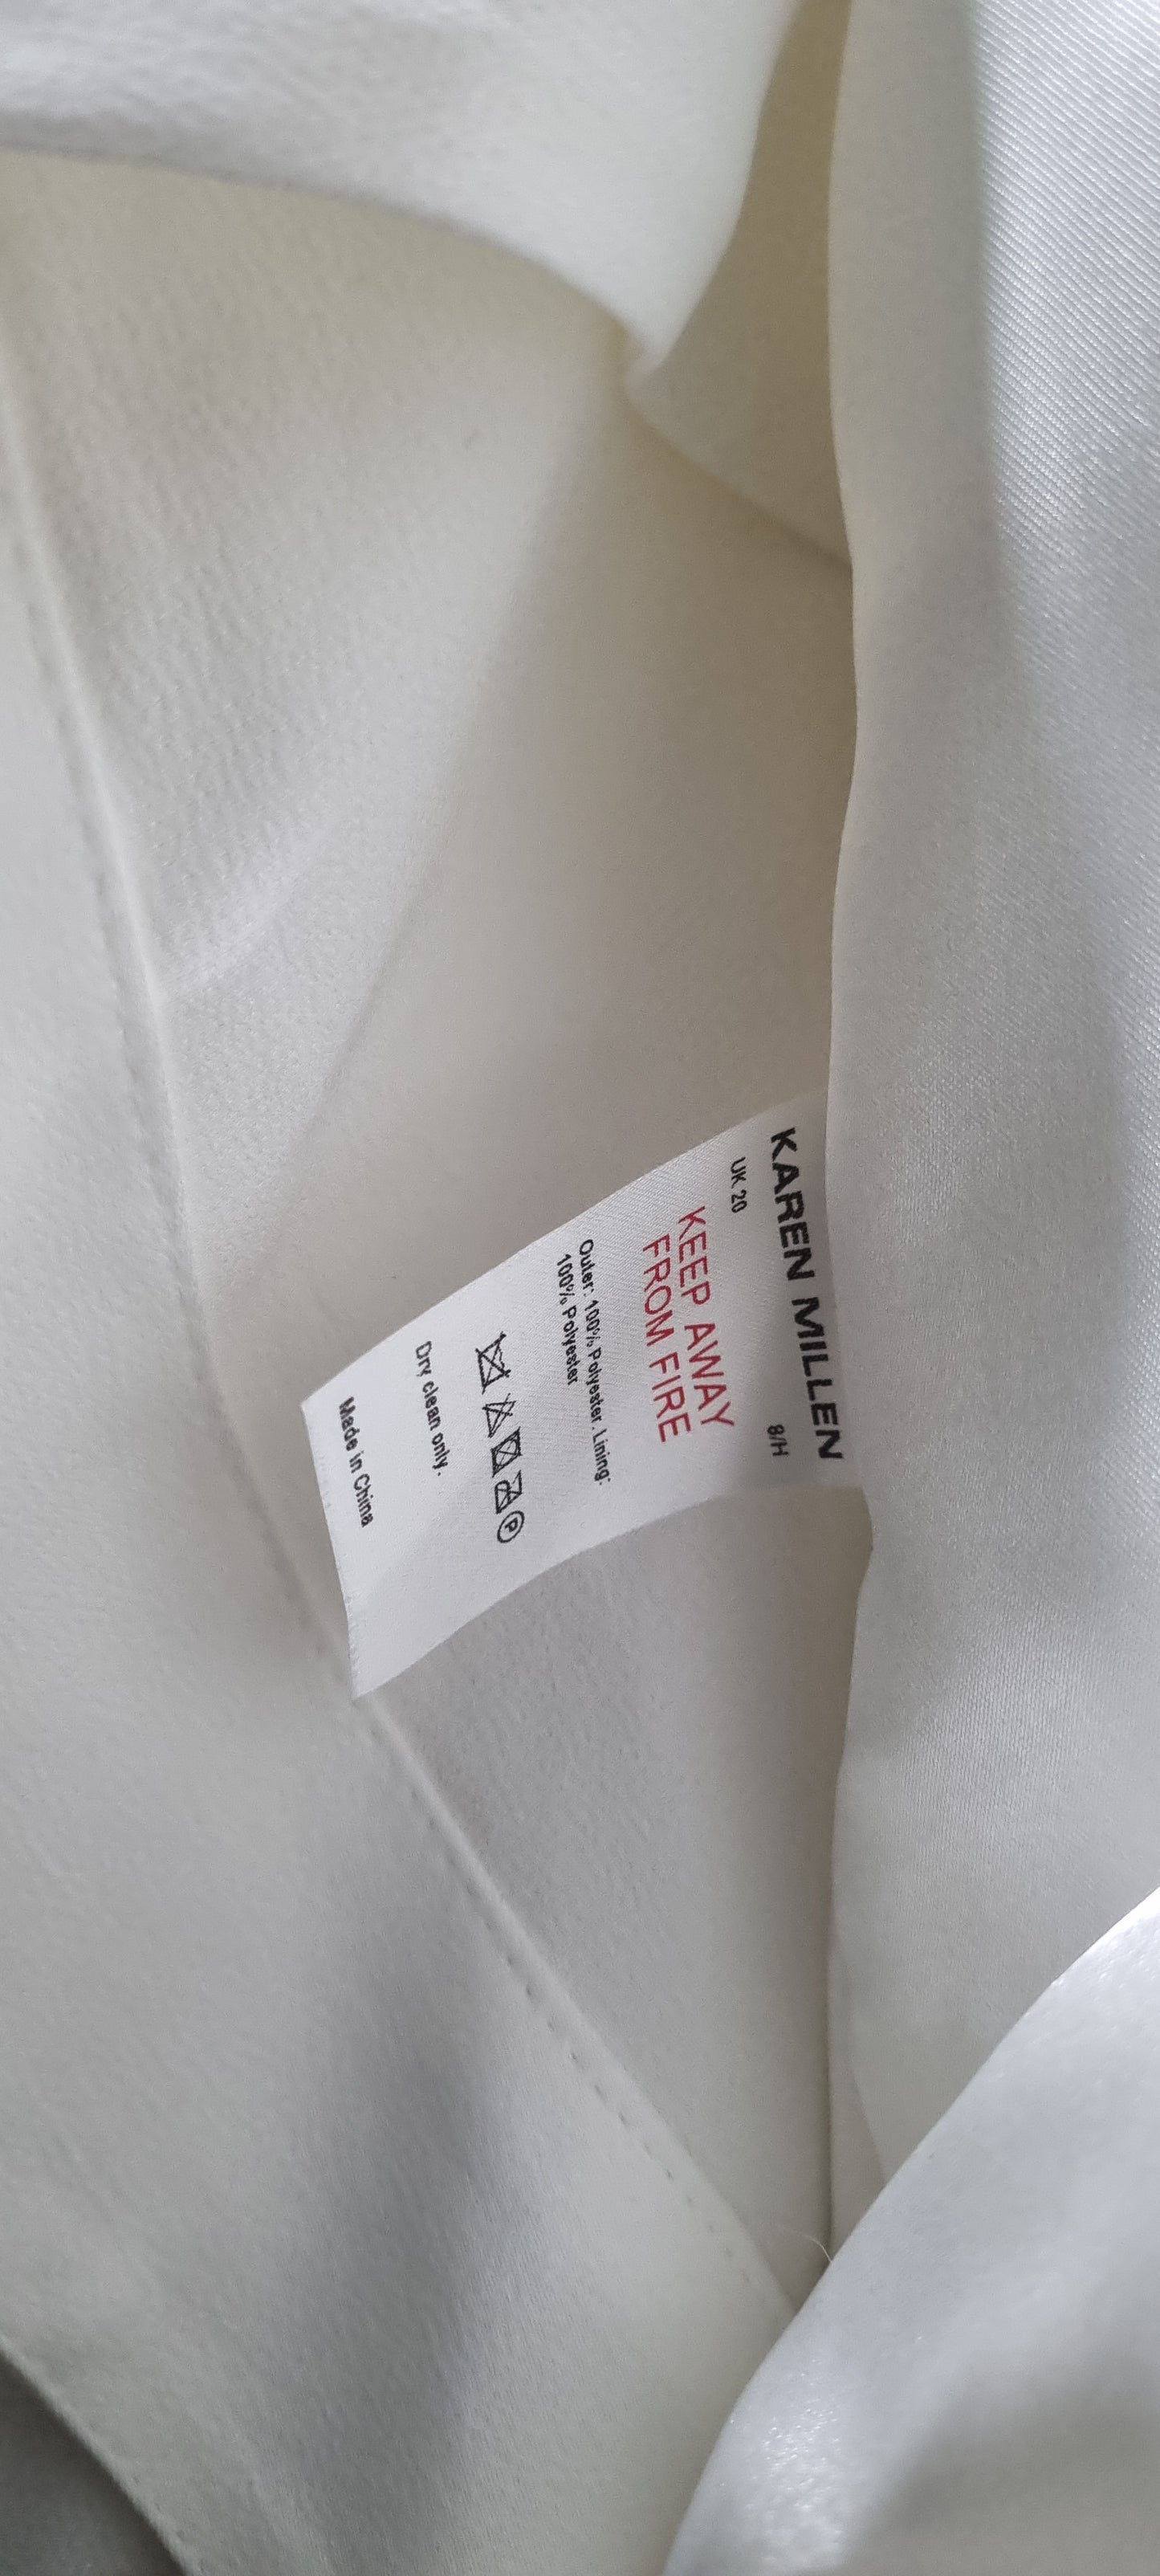 KAREN MILLEN
UK 20 8/H
KEEP AWAY
FROM FIRE
Outer: 100% Polyester. Lining:
100% Polyester
P
Dry clean only.
Made in China